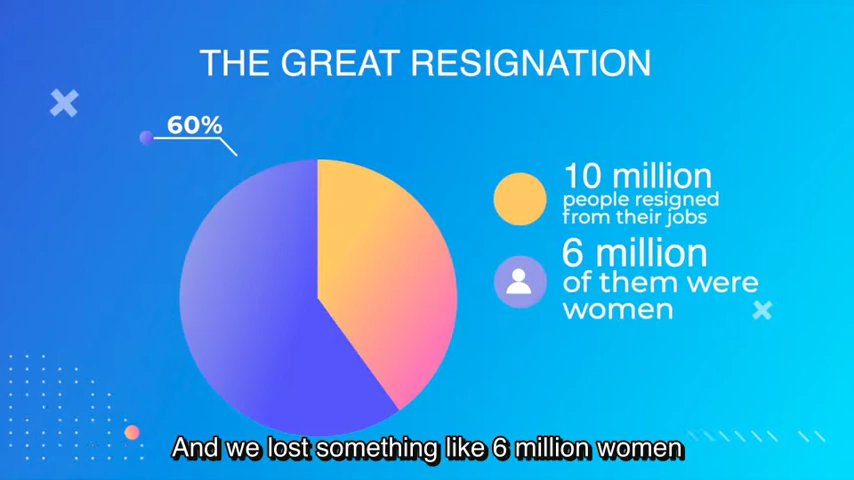 THE GREAT RESIGNATION
60%
10 million
people resigned
from their jobs
6 million
of them were
women
And we lost something like 6 million women